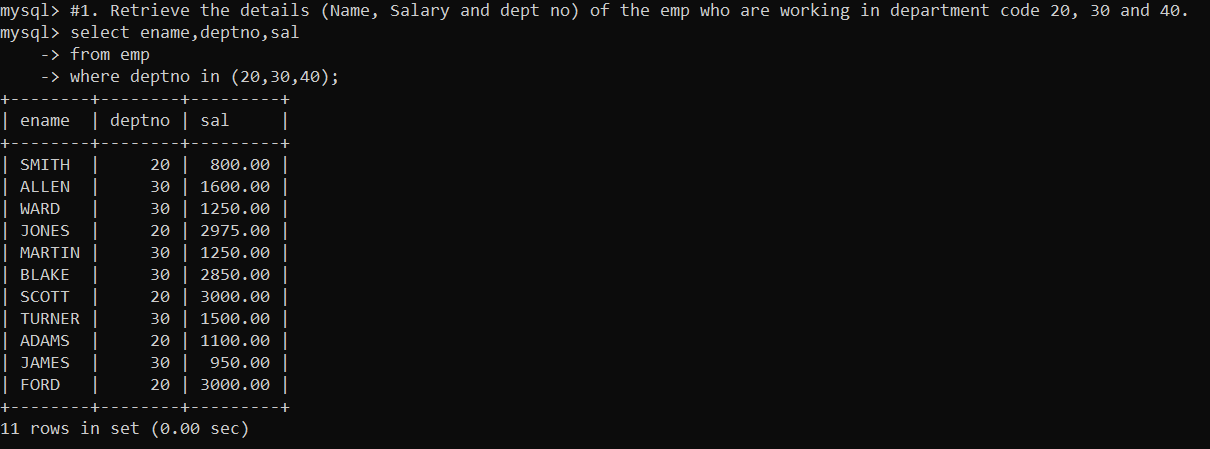 mysql> #1. Retrieve the details (Name, Salary and dept no) of the emp who are working in department code 20, 30 and 40.
mysql> select ename,deptno,sal
    -> from emp
    -> where deptno in (20,30,40);
+--------+--------+---------+
| ename  | deptno | sal     |
+--------+--------+---------+
| SMITH  |     20 |  800.00 |
| ALLEN  |     30 | 1600.00 |
| WARD   |     30 | 1250.00 |
| JONES  |     20 | 2975.00 |
| MARTIN |     30 | 1250.00 |
| BLAKE  |     30 | 2850.00 |
| SCOTT  |     20 | 3000.00 |
| TURNER |     30 | 1500.00 |
| ADAMS  |     20 | 1100.00 |
| JAMES  |     30 |  950.00 |
| FORD   |     20 | 3000.00 |
+--------+--------+---------+
11 rows in set (0.00 sec)